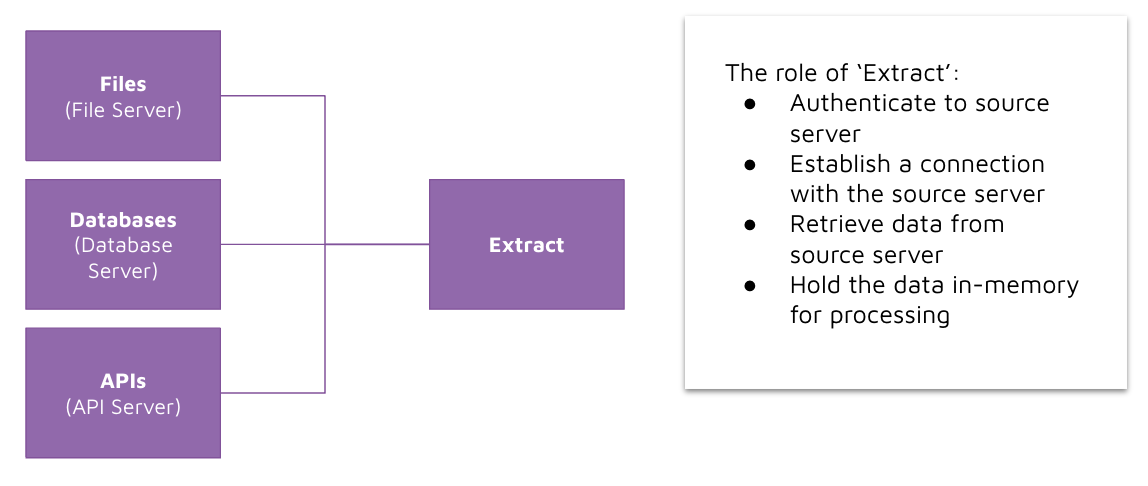 Files
(File Server)
Databases
(Database
Server)
APIs
(API Server)
Extract
The role of ‘Extract’:
● Authenticate to source
server
● Establish a connection
with the source server
● Retrieve data from
source server
● Hold the data in-memory
for processing